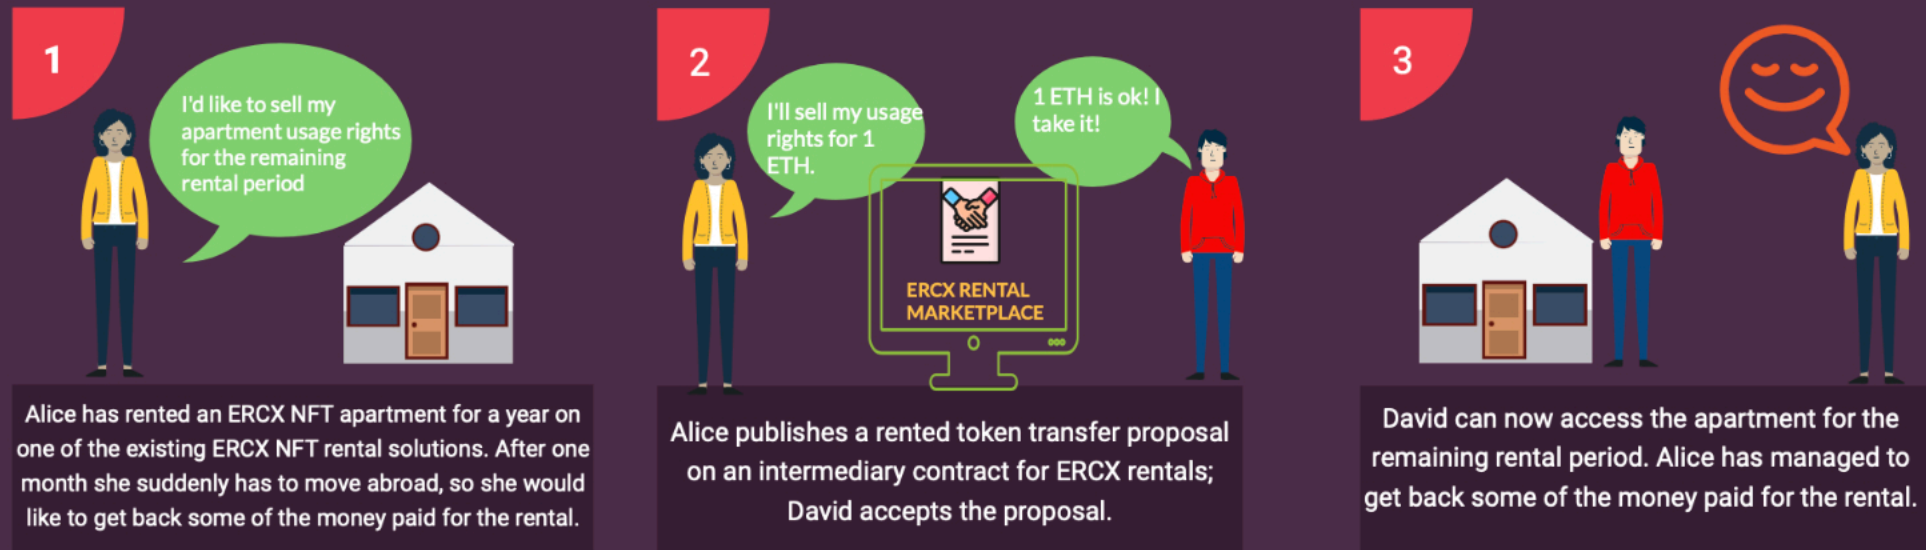 1
I'd like to sell my
apartment usage rights
for the remaining
rental period
Alice has rented an ERCX NFT apartment for a year on
one of the existing ERCX NFT rental solutions. After one
month she suddenly has to move abroad, so she would
like to get back some of the money paid for the rental.
2
I'll sell my usage
rights for 1
ETH.
1 ETH is ok! I
take it!
ERCX RENTAL
MARKETPLACE
Alice publishes a rented token transfer proposal
on an intermediary contract for ERCX rentals;
David accepts the proposal.
3
David can now access the apartment for the
remaining rental period. Alice has managed to
get back some of the money paid for the rental.